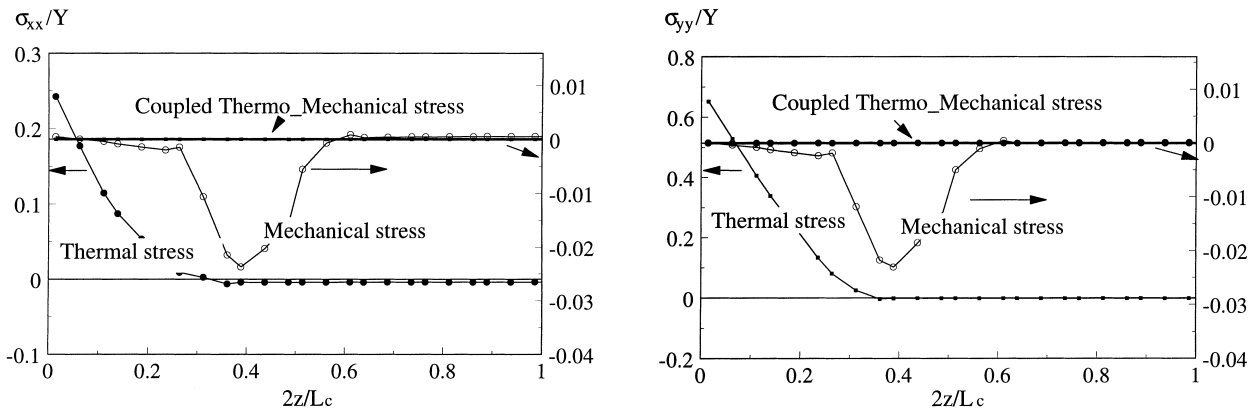 σxx/Y
0.3
0.2
0.1
0
-0.1
0.01
0
-0.01
-0.02
-0.03
-0.04
Coupled Thermo_Mechanical stress
Thermal stress
Mechanical stress
0 0.2 0.4 0.6 0.8 1
2z/Lc
σyy/Y
0.8
0.6
0.4
0.2
0
-0.2
0.01
0
-0.01
-0.02
-0.03
-0.04
Coupled Thermo_Mechanical stress
Thermal stress
Mechanical stress
0 0.2 0.4 0.6 0.8 1
2z/Lc